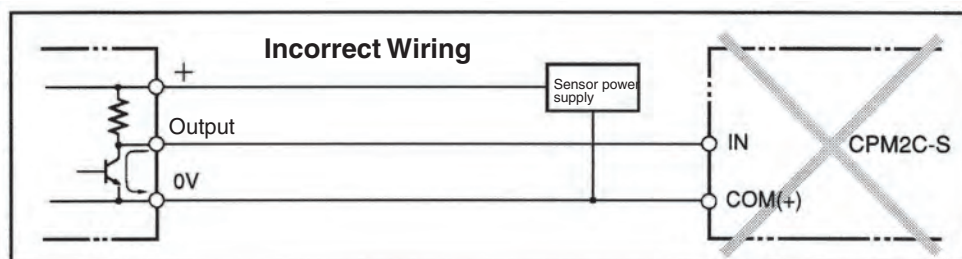 Incorrect Wiring
+
Sensor power
supply
Output
IN
CPM2C-S
0V
COM(+)